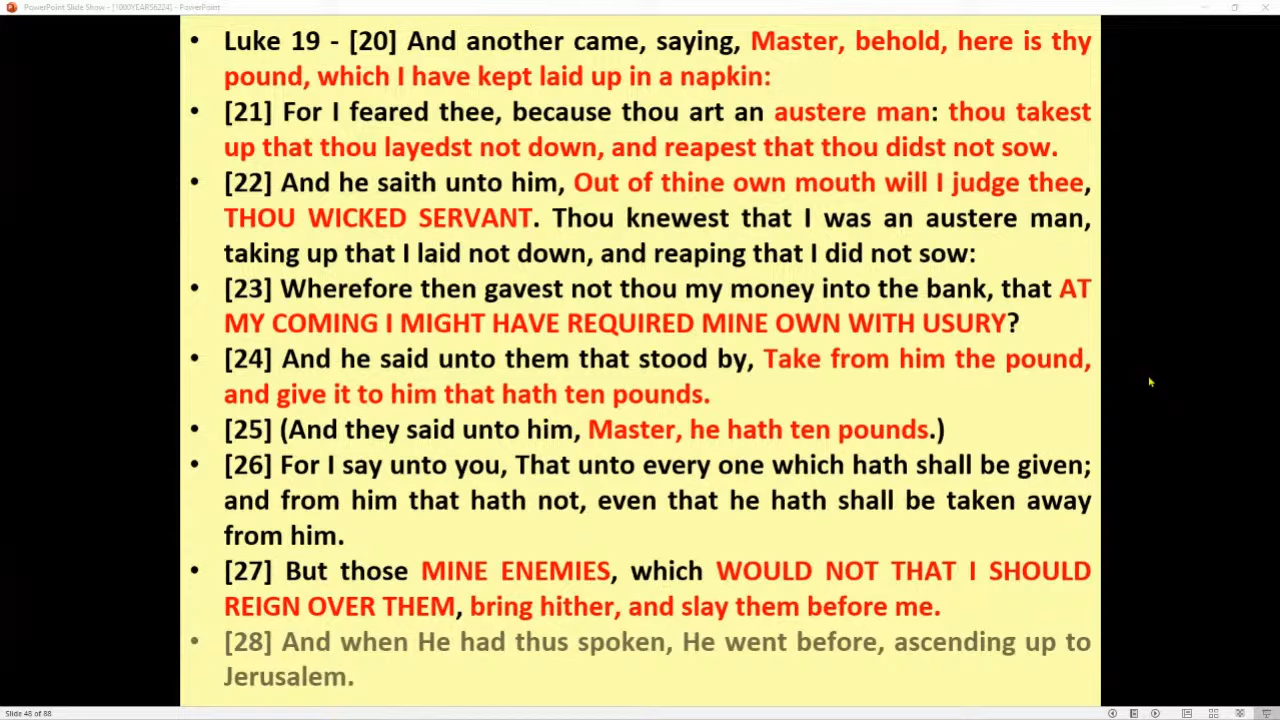 PowerPoint Slide Show - [1000YEARS6224] - PowerPoint
• Luke 19 - [20] And another came, saying, Master, behold, here is thy
pound, which I have kept laid up in a napkin:
• [21] For I feared thee, because thou art an austere man: thou takest
up that thou layedst not down, and reapest that thou didst not sow.
• [22] And he saith unto him, Out of thine own mouth will I judge thee,
THOU WICKED SERVANT. Thou knewest that I was an austere man,
taking up that I laid not down, and reaping that I did not sow:
• [23] Wherefore then gavest not thou my money into the bank, that AT
MY COMING I MIGHT HAVE REQUIRED MINE OWN WITH USURY?
• [24] And he said unto them that stood by, Take from him the pound,
and give it to him that hath ten pounds.
• [25] (And they said unto him, Master, he hath ten pounds.)
• [26] For I say unto you, That unto every one which hath shall be given;
and from him that hath not, even that he hath shall be taken away
from him.
• [27] But those MINE ENEMIES, which WOULD NOT THAT I SHOULD
REIGN OVER THEM, bring hither, and slay them before me.
• [28] And when He had thus spoken, He went before, ascending up to
Jerusalem.
Slide 48 of 88